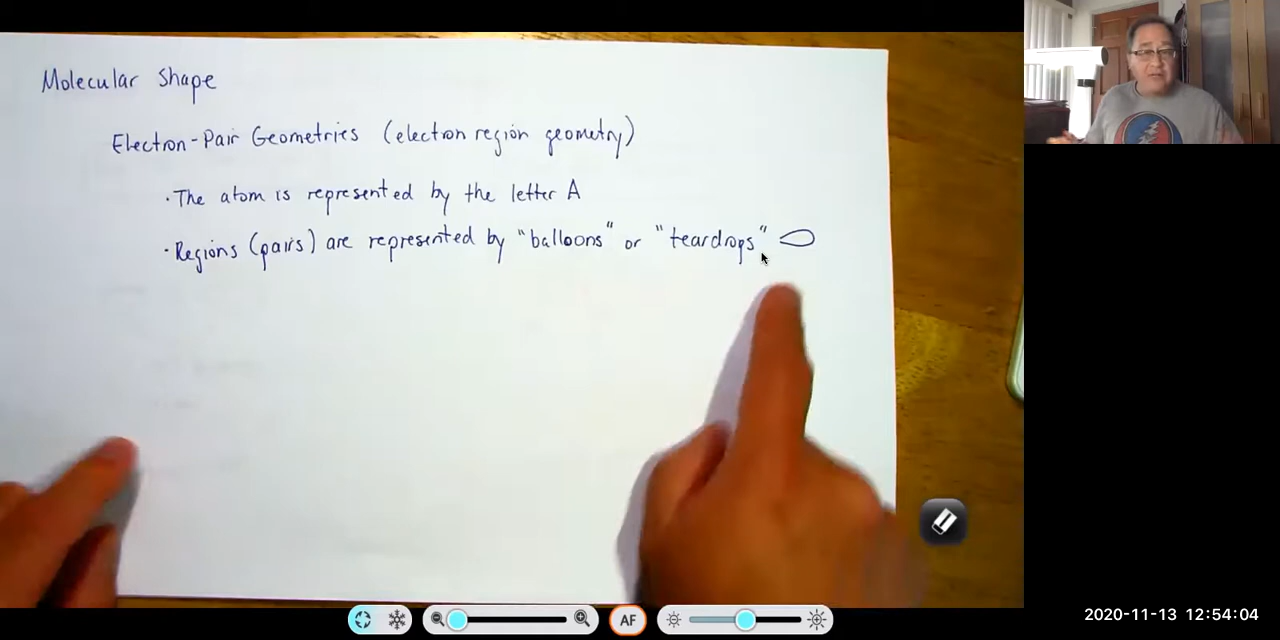 Molecular Shape
Electron-Pair Geometries (electron region geometry)
· The atom is represented by the letter A
· Regions (pairs) are represented by "balloons" or "teardrops"
AF
2020-11-13 12:54:04